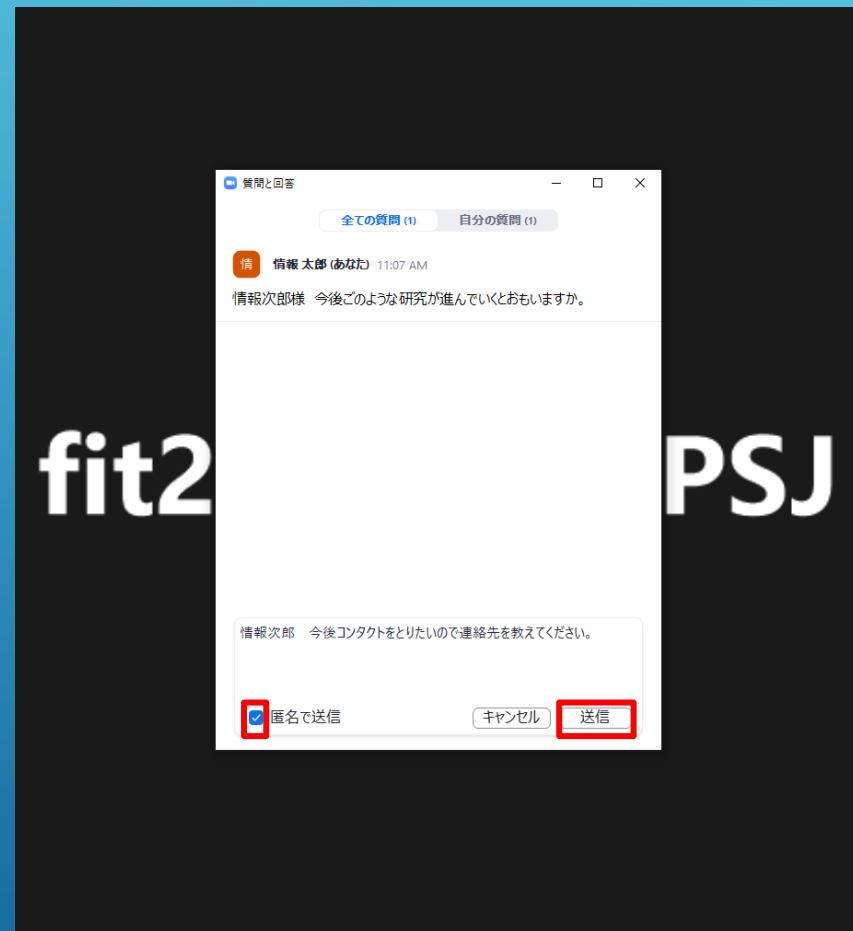 質問と回答
全ての質問 (1) 自分の質問 (1)
情 情報 太郎 (あなた) 11:07 AM
情報次郎様 今後ごのような研究が進んでいくとおもいますか。
fit2 PSJ
情報次郎 今後コンタクトをとりたいので連絡先を教えてください。
匿名で送信 キャンセル 送信